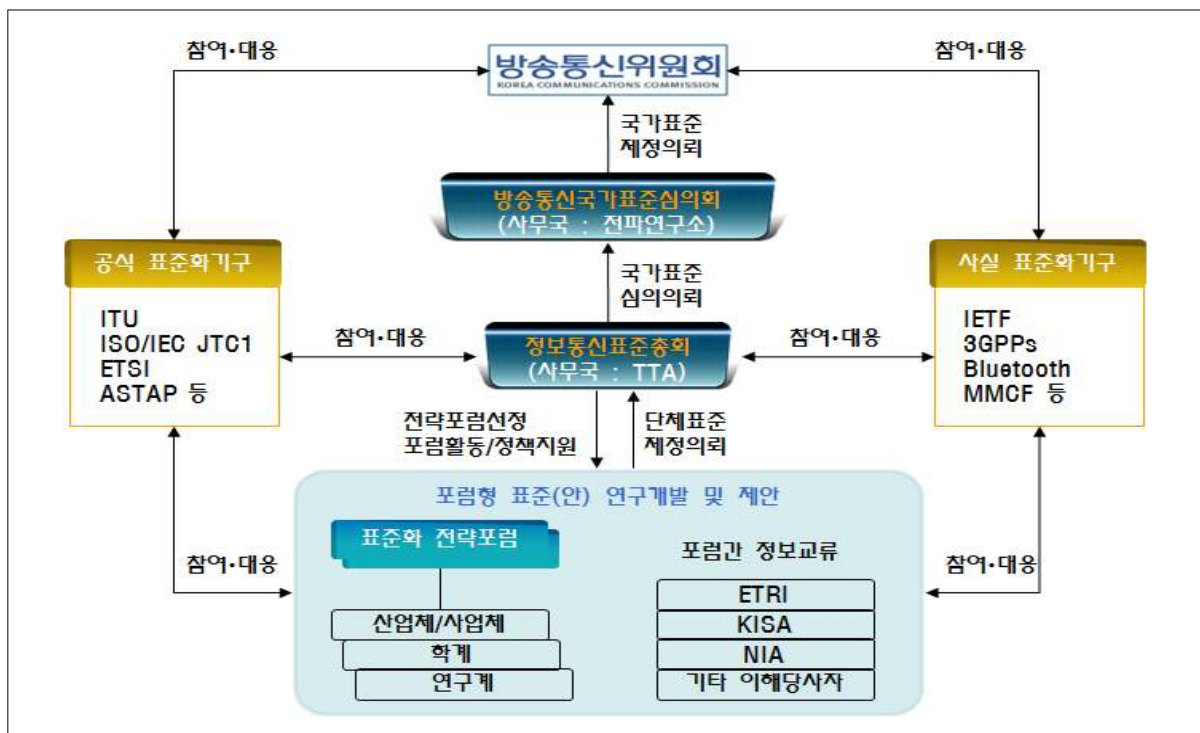 참여·대응
방송통신위원회
KOREA COMMUNICATIONS COMMISSION
참여·대응
국가표준
제정의뢰
방송통신국가표준심의회
(사무국 : 전파연구소)
공식 표준화기구
ITU
ISO/IEC JTC1
ETSI
ASTAP 등
국가표준
심의의뢰
사실 표준화기구
IETF
3GPPs
Bluetooth
MMCF 등
참여·대응
정보통신표준총회
(사무국 : TTA)
참여·대응
전략포럼선정
포럼활동/정책지원
단체표준
제정의뢰
포럼형 표준(안) 연구개발 및 제안
참여·대응
표준화 전략포럼
산업체/사업체
학계
연구계
포럼간 정보교류
ETRI
KISA
NIA
기타 이해당사자
참여·대응